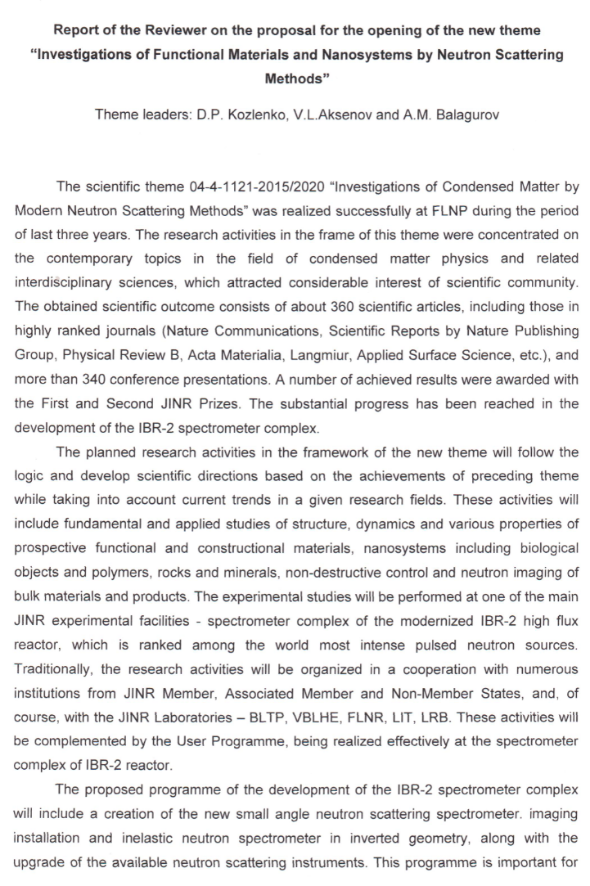 Report of the Reviewer on the proposal for the opening of the new theme
“Investigations of Functional Materials and Nanosystems by Neutron Scattering
Methods”
Theme leaders: D.P. Kozlenko, V.L.Aksenov and A.M. Balagurov
The scientific theme 04-4-1121-2015/2020 “Investigations of Condensed Matter by
Modern Neutron Scattering Methods” was realized successfully at FLNP during the period
of last three years. The research activities in the frame of this theme were concentrated on
the contemporary topics in the field of condensed matter physics and related
interdisciplinary sciences, which attracted considerable interest of scientific community.
The obtained scientific outcome consists of about 360 scientific articles, including those in
highly ranked journals (Nature Communications, Scientific Reports by Nature Publishing
Group, Physical Review B, Acta Materialia, Langmiur, Applied Surface Science, etc.), and
more than 340 conference presentations. A number of achieved results were awarded with
the First and Second JINR Prizes. The substantial progress has been reached in the
development of the IBR-2 spectrometer complex.
The planned research activities in the framework of the new theme will follow the
logic and develop scientific directions based on the achievements of preceding theme
while taking into account current trends in a given research fields. These activities will
include fundamental and applied studies of structure, dynamics and various properties of
prospective functional and constructional materials, nanosystems including biological
objects and polymers, rocks and minerals, non-destructive control and neutron imaging of
bulk materials and products. The experimental studies will be performed at one of the main
JINR experimental facilities - spectrometer complex of the modernized IBR-2 high flux
reactor, which is ranked among the world most intense pulsed neutron sources.
Traditionally, the research activities will be organized in a cooperation with numerous
institutions from JINR Member, Associated Member and Non-Member States, and, of
course, with the JINR Laboratories – BLTP, VBLHE, FLNR, LIT, LRB. These activities will
be complemented by the User Programme, being realized effectively at the spectrometer
complex of IBR-2 reactor.
The proposed programme of the development of the IBR-2 spectrometer complex
will include a creation of the new small angle neutron scattering spectrometer. imaging
installation and inelastic neutron spectrometer in inverted geometry, along with the
upgrade of the available neutron scattering instruments. This programme is important for